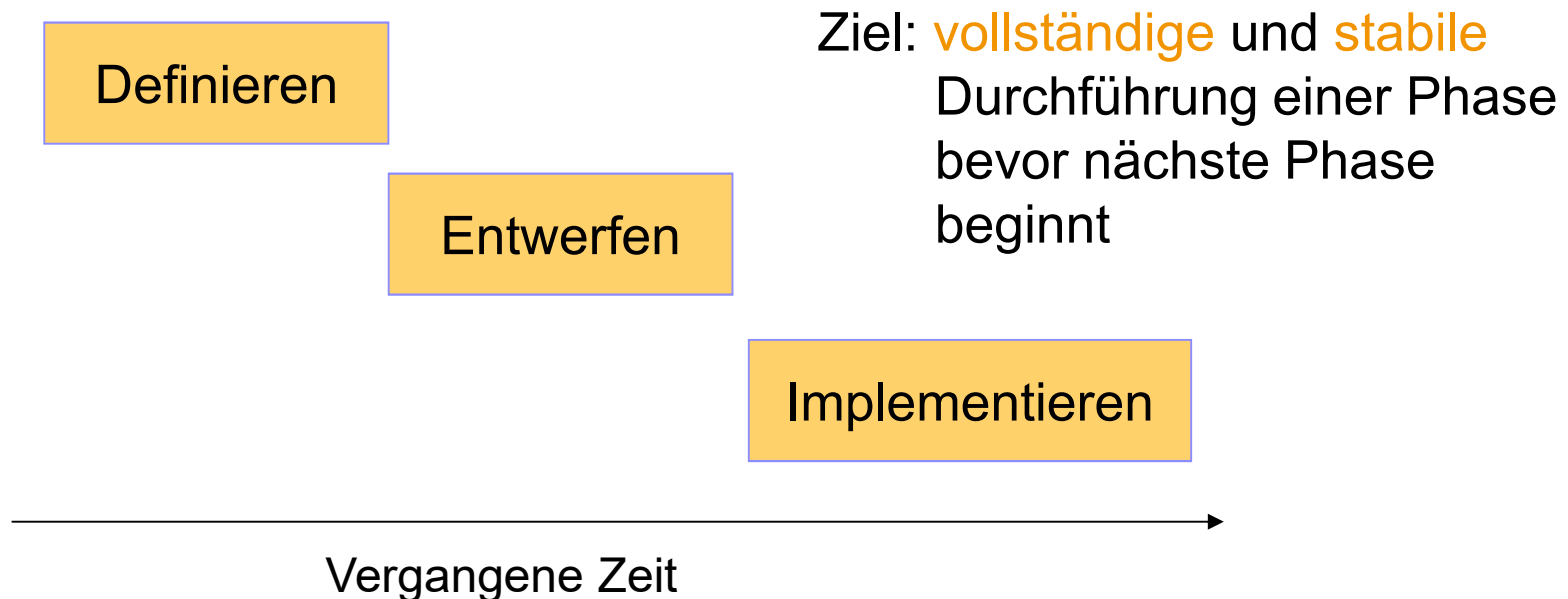 Definieren
Ziel: vollständige und stabile
Durchführung einer Phase
bevor nächste Phase
beginnt
Entwerfen
Implementieren
Vergangene Zeit